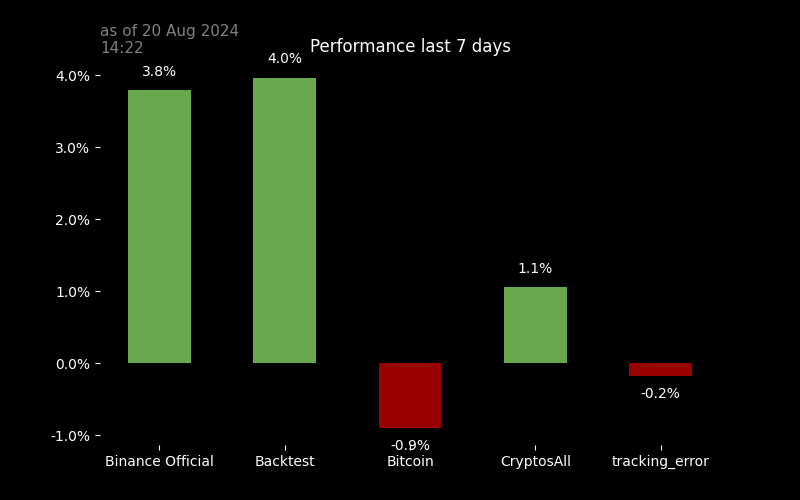 as of 20 Aug 2024
14:22
Performance last 7 days
4.0%
3.0%
2.0%
1.0%
0.0%
-1.0%
3.8%
4.0%
-0.9%
1.1%
-0.2%
Binance Official
Backtest
Bitcoin
CryptosAll
tracking_error